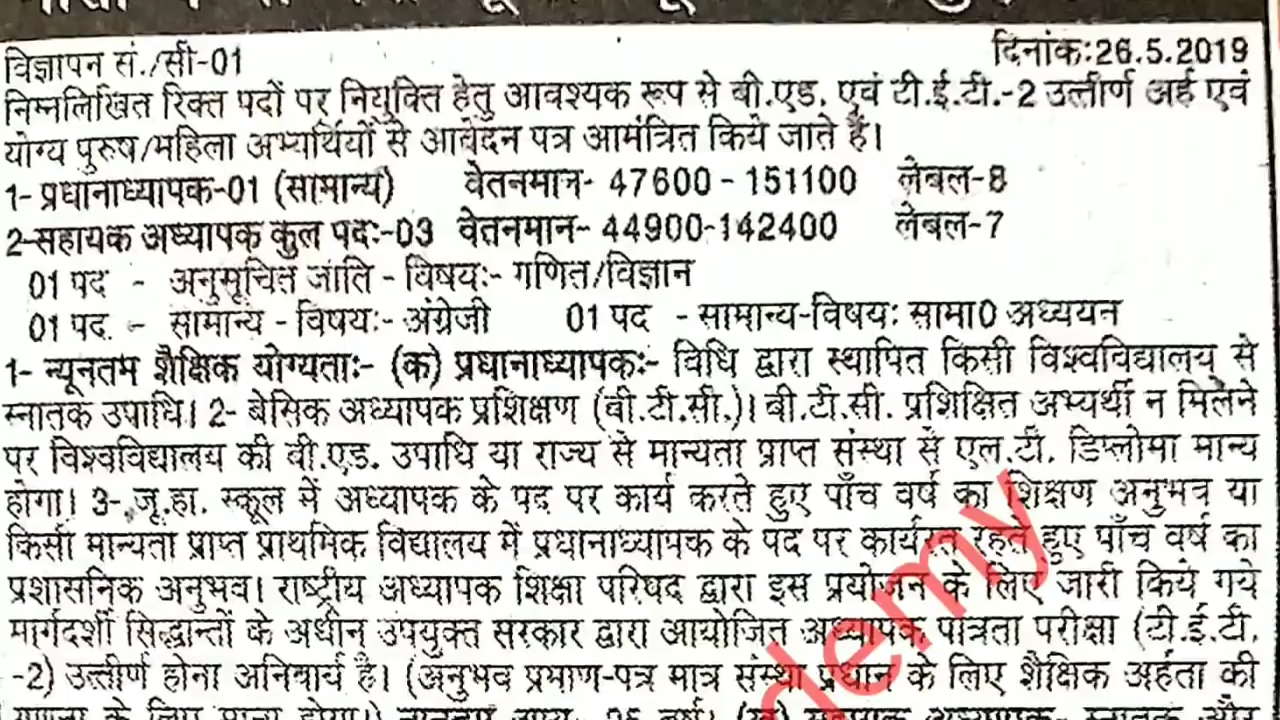 विज्ञापन सं./सी-01 दिनांक:26.5.2019
निम्नलिखित रिक्त पदों पर नियुक्ति हेतु आवश्यक रूप से बी.एड. एवं टी.ई.टी.-2 उत्तीर्ण अर्ह एवं
योग्य पुरुष/महिला अभ्यर्थियों से आवेदन पत्र आमंत्रित किये जाते हैं।
1- प्रधानाध्यापक-01 (सामान्य) वेतनमान- 47600 - 151100 लेबल-8
2-सहायक अध्यापक कुल पदः-03 वेतनमान- 44900-142400 लेबल-7
01 पद - अनुसूचित जाति - विषयः- गणित/विज्ञान
01 पद - सामान्य - विषयः- अंग्रेजी 01 पद - सामान्य-विषयः सामा0 अध्ययन
1- न्यूनतम शैक्षिक योग्यताः- (क) प्रधानाध्यापकः- विधि द्वारा स्थापित किसी विश्वविद्यालय से
स्नातक उपाधि। 2- बेसिक अध्यापक प्रशिक्षण (बी.टी.सी.)। बी.टी.सी. प्रशिक्षित अभ्यर्थी न मिलने
पर विश्वविद्यालय की बी.एड. उपाधि या राज्य से मान्यता प्राप्त संस्था से एल.टी. डिप्लोमा मान्य
होगा। 3- जू.हा. स्कूल में अध्यापक के पद पर कार्य करते हुए पाँच वर्ष का शिक्षण अनुभव या
किसी मान्यता प्राप्त प्राथमिक विद्यालय में प्रधानाध्यापक के पद पर कार्यरत रहते हुए पाँच वर्ष का
प्रशासनिक अनुभव। राष्ट्रीय अध्यापक शिक्षा परिषद द्वारा इस प्रयोजन के लिए जारी किये गये
मार्गदर्शी सिद्धान्तों के अधीन उपयुक्त सरकार द्वारा आयोजित अध्यापक पात्रता परीक्षा (टी.ई.टी.
-2) उत्तीर्ण होना अनिवार्य है। (अनुभव प्रमाण-पत्र मात्र संस्था प्रधान के लिए शैक्षिक अर्हता की
demy